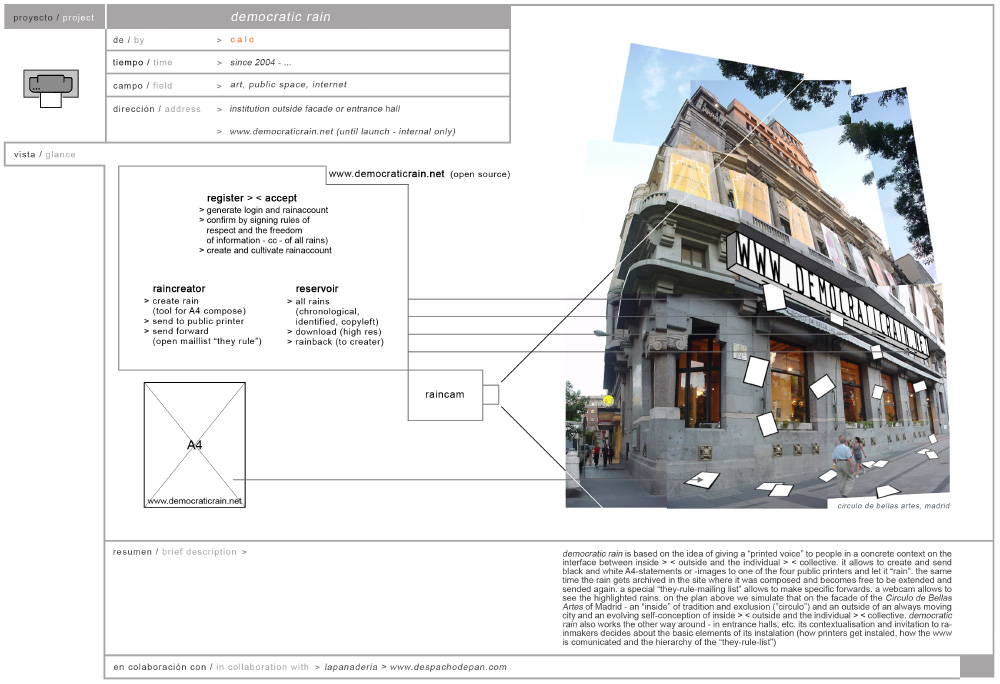 proyecto / project
democratic rain
de / by > calc
tiempo / time > since 2004 - ...
campo / field > art, public space, internet
dirección / address > institution outside facade or entrance hall
> www.democraticrain.net (until launch - internal only)
vista / glance
www.democraticrain.net (open source)
register > < accept
> generate login and rainaccount
> confirm by signing rules of
respect and the freedom
of information - cc - of all rains)
> create and cultivate rainaccount
raincreator
> create rain
(tool for A4 compose)
> send to public printer
> send forward
(open maillist “they rule”)
reservoir
> all rains
(chronological,
identified, copyleft)
> download (high res)
> rainback (to creater)
raincam
A4
www.democraticrain.net
WWW.DEMOCRATICRAIN.NET
circulo de bellas artes, madrid
resumen / brief description >
democratic rain is based on the idea of giving a “printed voice” to people in a concrete context on the
interface between inside > < outside and the individual > < collective. it allows to create and send
black and white A4-statements or -images to one of the four public printers and let it “rain”. the same
time the rain gets archived in the site where it was composed and becomes free to be extended and
sended again. a special “they-rule-mailing list” allows to make specific forwards. a webcam allows to
see the highlighted rains. on the plan above we simulate that on the facade of the Circulo de Bellas
Artes of Madrid - an “inside” of tradition and exclusion (”circulo”) and an outside of an always moving
city and an evolving self-conception of inside > < outside and the individual > < collective. democratic
rain also works the other way around - in entrance halls, etc. its contextualisation and invitation to ra-
inmakers decides about the basic elements of its instalation (how printers get instaled, how the www
is comunicated and the hierarchy of the “they-rule-list”)
en colaboración con / in collaboration with > lapanaderia > www.despachodepan.com